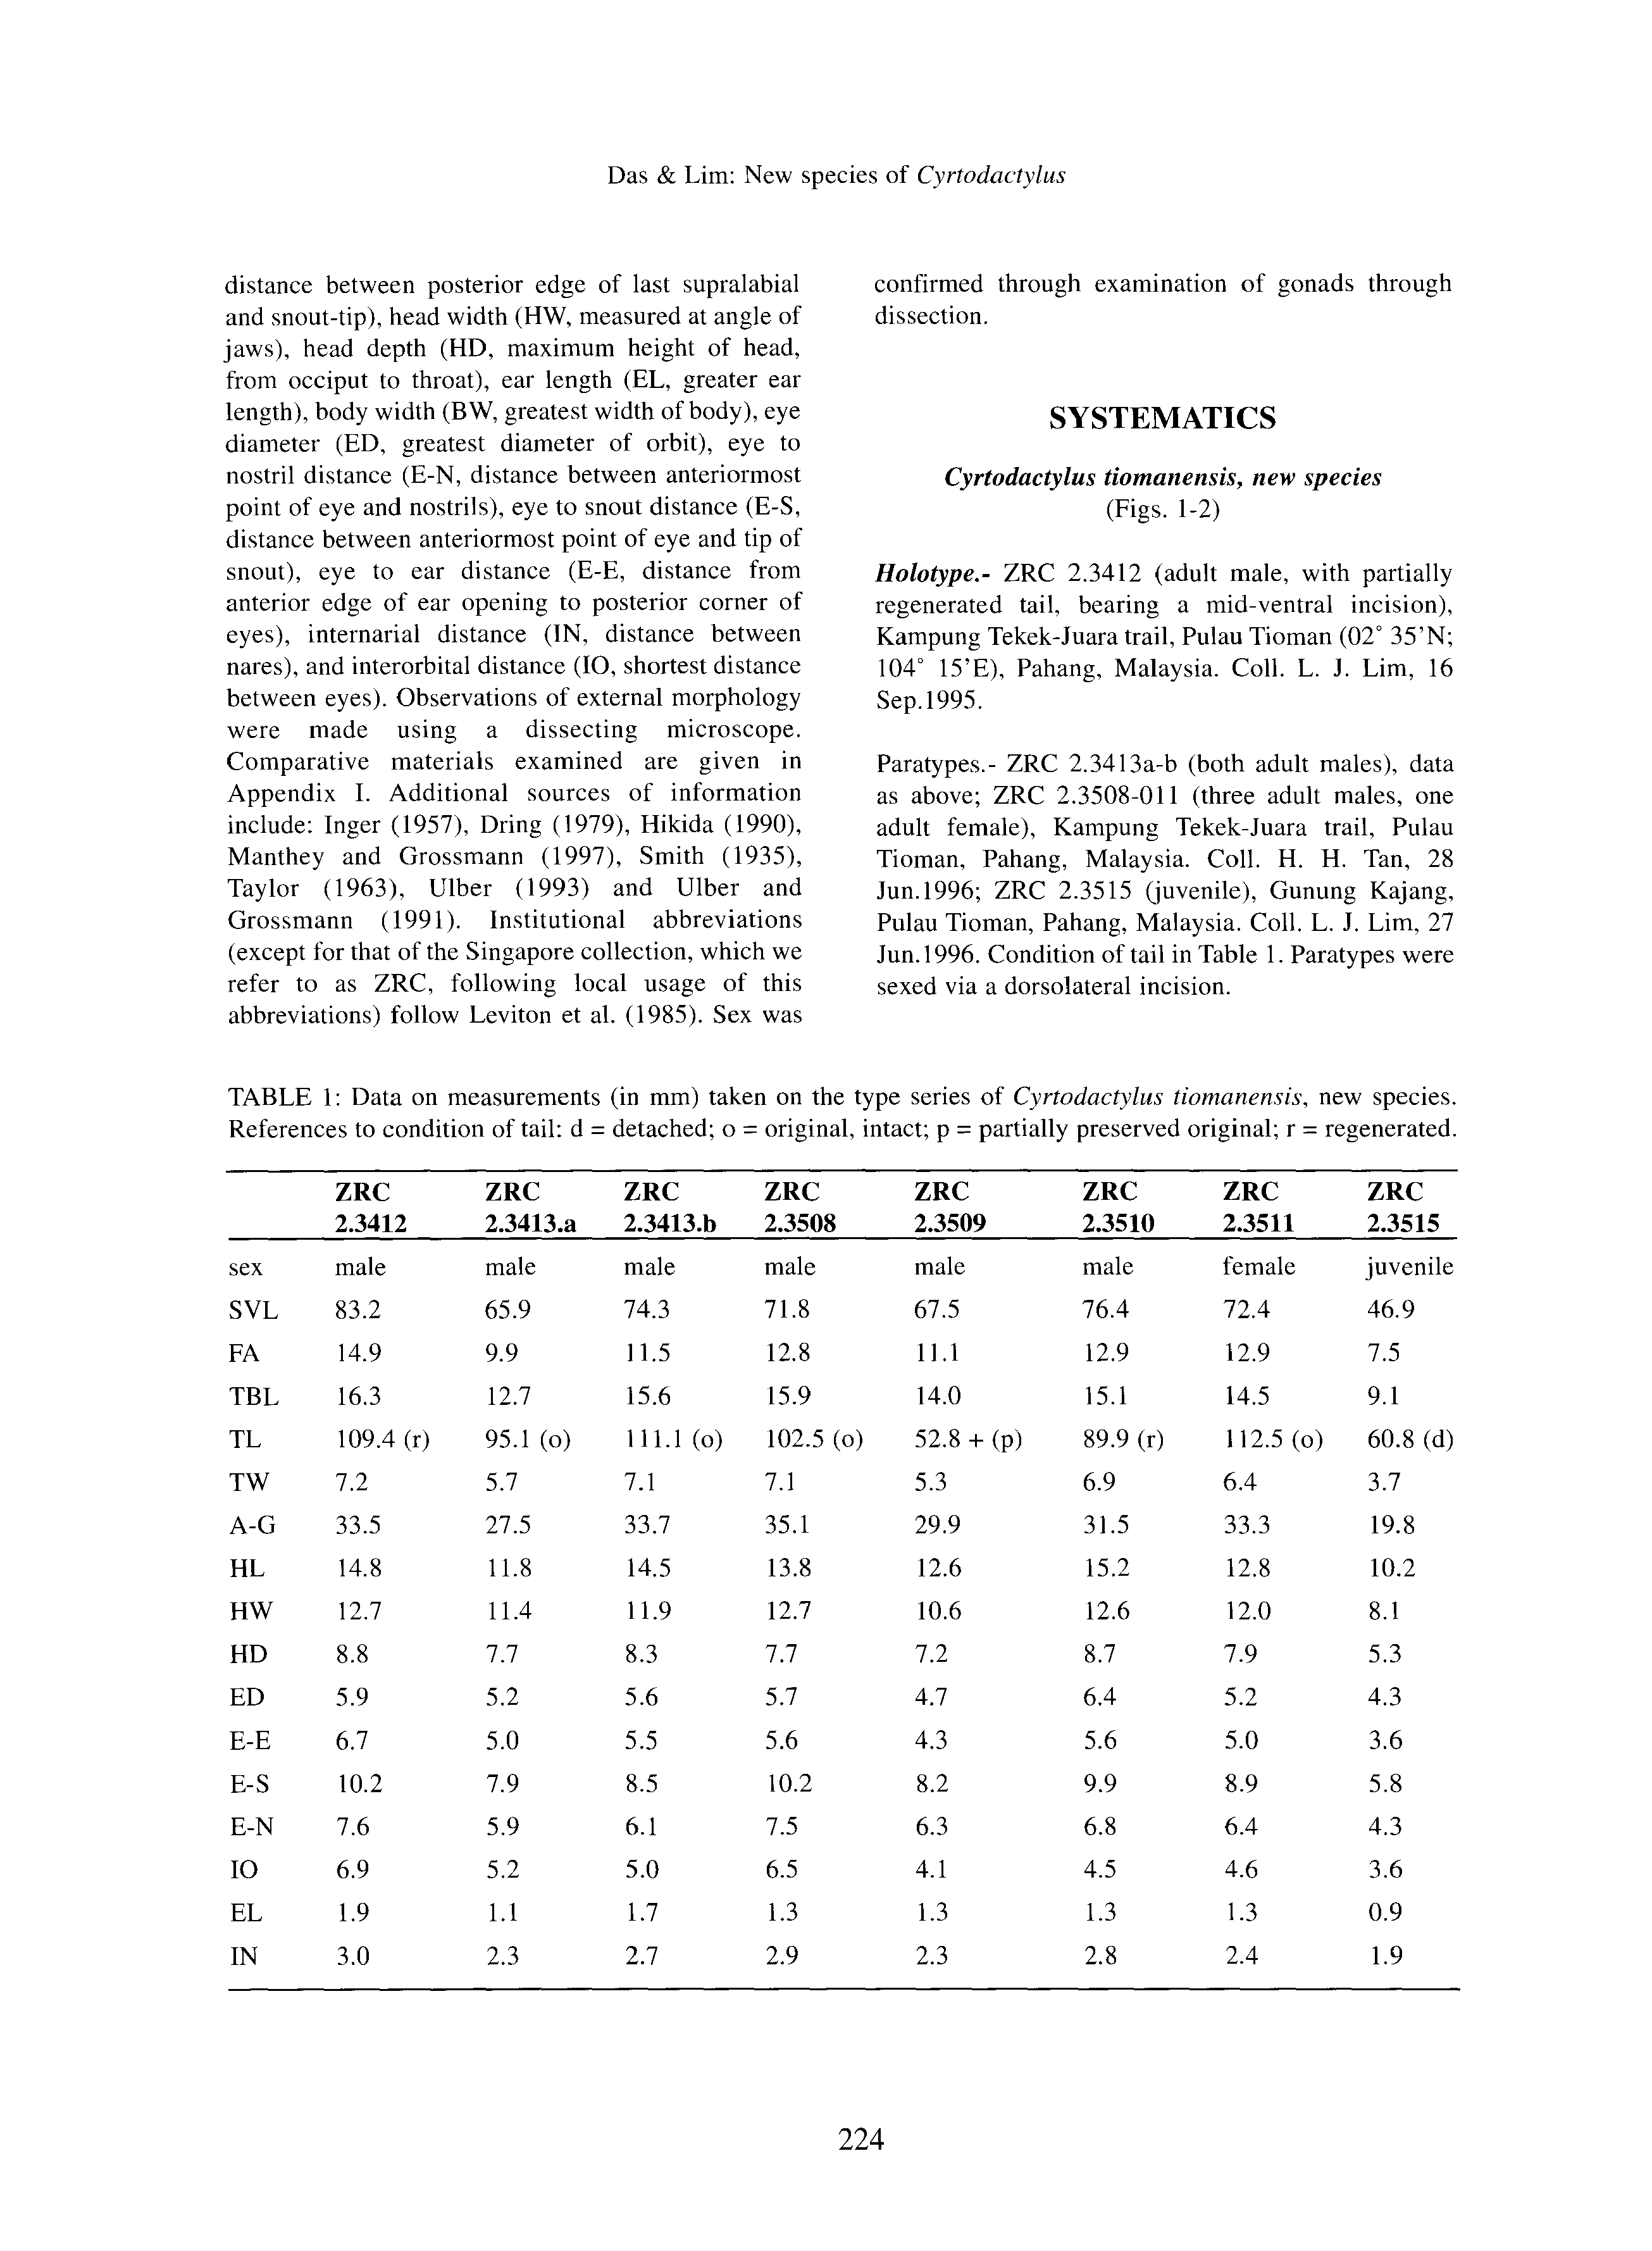 Das & Lim: New species of Cyrtodactylus
distance between posterior edge of last supralabial
and snout-tip), head width (HW, measured at angle of
jaws), head depth (HD, maximum height of head,
from occiput to throat), ear length (EL, greater ear
length), body width (BW, greatest width of body), eye
diameter (ED, greatest diameter of orbit), eye to
nostril distance (E-N, distance between anteriormost
point of eye and nostrils), eye to snout distance (E-S,
distance between anteriormost point of eye and tip of
snout), eye to ear distance (E-E, distance from
anterior edge of ear opening to posterior corner of
eyes), internarial distance (IN, distance between
nares), and interorbital distance (IO, shortest distance
between eyes). Observations of external morphology
were made using a dissecting microscope.
Comparative materials examined are given in
Appendix I. Additional sources of information
include: Inger (1957), Dring (1979), Hikida (1990),
Manthey and Grossmann (1997), Smith (1935),
Taylor (1963), Ulber (1993) and Ulber and
Grossmann (1991). Institutional abbreviations
(except for that of the Singapore collection, which we
refer to as ZRC, following local usage of this
abbreviations) follow Leviton et al. (1985). Sex was
confirmed through examination of gonads through
dissection.
SYSTEMATICS
Cyrtodactylus tiomanensis, new species
(Figs. 1-2)
Holotype.- ZRC 2.3412 (adult male, with partially
regenerated tail, bearing a mid-ventral incision),
Kampung Tekek-Juara trail, Pulau Tioman (02° 35’N;
104° 15’E), Pahang, Malaysia. Coll. L. J. Lim, 16
Sep.1995.
Paratypes.- ZRC 2.3413a-b (both adult males), data
as above; ZRC 2.3508-011 (three adult males, one
adult female), Kampung Tekek-Juara trail, Pulau
Tioman, Pahang, Malaysia. Coll. H. H. Tan, 28
Jun.1996; ZRC 2.3515 (juvenile), Gunung Kajang,
Pulau Tioman, Pahang, Malaysia. Coll. L. J. Lim, 27
Jun.1996. Condition of tail in Table 1. Paratypes were
sexed via a dorsolateral incision.
TABLE 1: Data on measurements (in mm) taken on the type series of Cyrtodactylus tiomanensis, new species.
References to condition of tail: d = detached; o = original, intact; p = partially preserved original; r = regenerated.
ZRC ZRC ZRC ZRC ZRC ZRC ZRC ZRC
2.3412 2.3413.a 2.3413.b 2.3508 2.3509 2.3510 2.3511 2.3515
sex male male male male male male female juvenile
SVL 83.2 65.9 74.3 71.8 67.5 76.4 72.4 46.9
FA 14.9 9.9 11.5 12.8 11.1 12.9 12.9 7.5
TBL 16.3 12.7 15.6 15.9 14.0 15.1 14.5 9.1
TL 109.4 (r) 95.1 (o) 111.1 (o) 102.5 (o) 52.8 + (p) 89.9 (r) 112.5 (o) 60.8 (d)
TW 7.2 5.7 7.1 7.1 5.3 6.9 6.4 3.7
A-G 33.5 27.5 33.7 35.1 29.9 31.5 33.3 19.8
HL 14.8 11.8 14.5 13.8 12.6 15.2 12.8 10.2
HW 12.7 11.4 11.9 12.7 10.6 12.6 12.0 8.1
HD 8.8 7.7 8.3 7.7 7.2 8.7 7.9 5.3
ED 5.9 5.2 5.6 5.7 4.7 6.4 5.2 4.3
E-E 6.7 5.0 5.5 5.6 4.3 5.6 5.0 3.6
E-S 10.2 7.9 8.5 10.2 8.2 9.9 8.9 5.8
E-N 7.6 5.9 6.1 7.5 6.3 6.8 6.4 4.3
IO 6.9 5.2 5.0 6.5 4.1 4.5 4.6 3.6
EL 1.9 1.1 1.7 1.3 1.3 1.3 1.3 0.9
IN 3.0 2.3 2.7 2.9 2.3 2.8 2.4 1.9
224